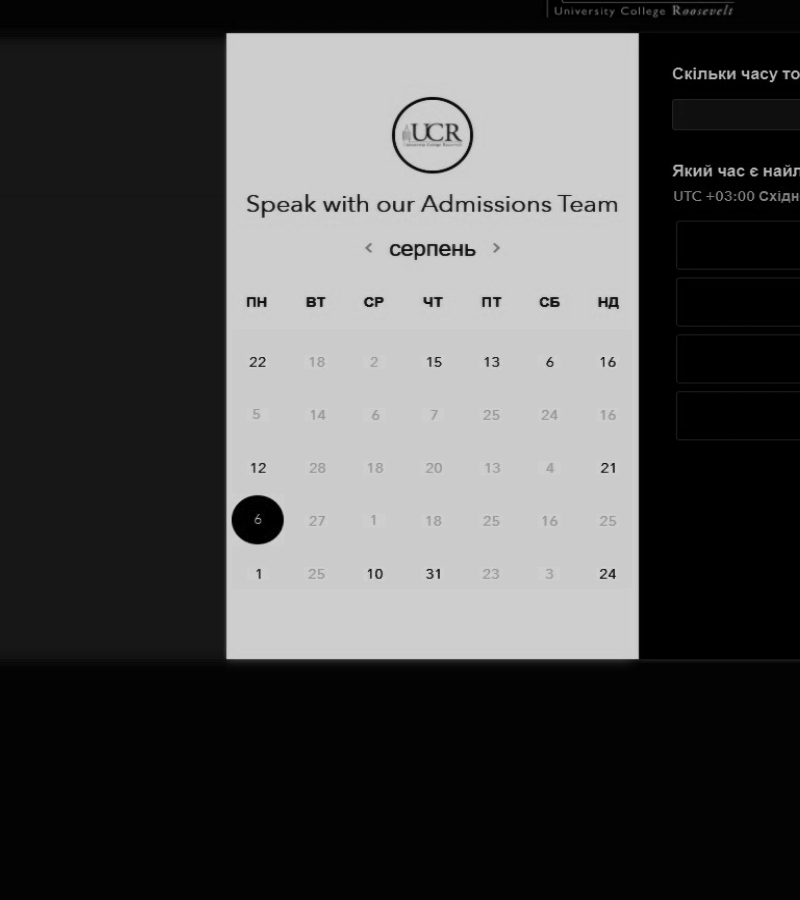 University College Roosevelt
UCR
University College Roosevelt
Speak with our Admissions Team
< серпень >
ПН ВТ СР ЧТ ПТ СБ НД
22 18 2 15 13 6 16
5 14 6 7 25 24 16
12 28 18 20 13 4 21
6 27 1 18 25 16 25
1 25 10 31 23 3 24
Скільки часу
Який час є
UTC +03:00